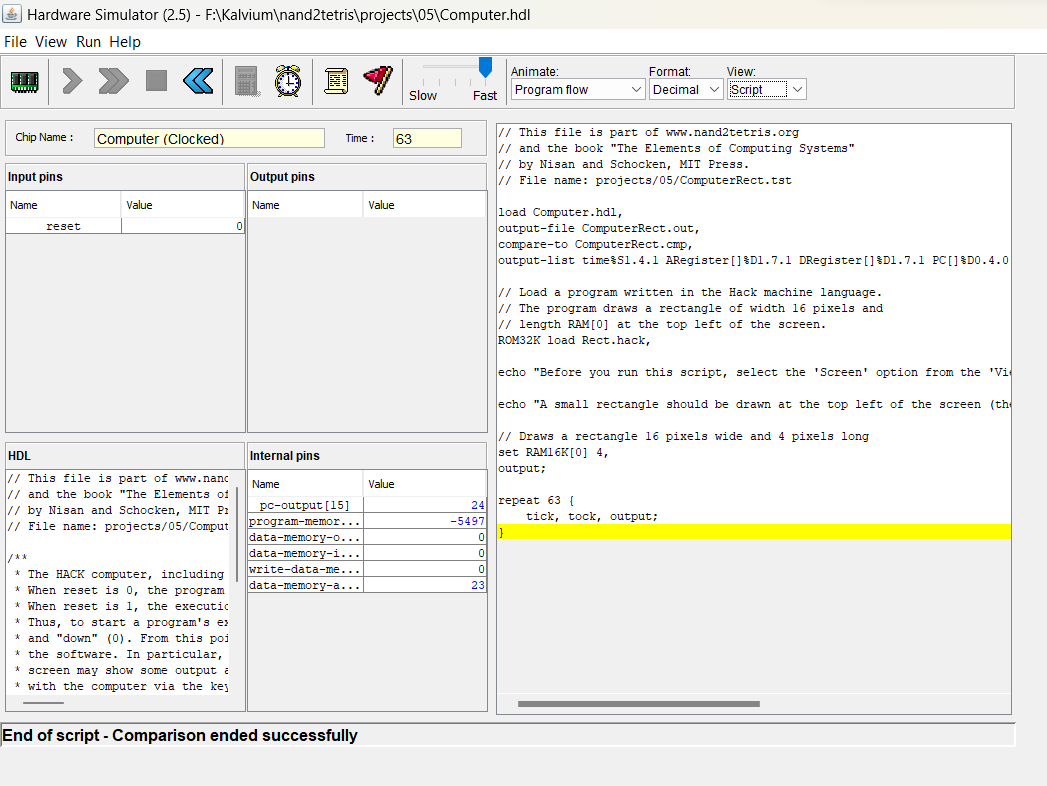 Hardware Simulator (2.5) - F:\Kalvium\nand2tetris\projects\05\Computer.hdl
File View Run Help
Slow Fast
Animate:
Program flow
Format:
Decimal
View:
Script
Chip Name :
Computer (Clocked)
Time :
63
Input pins
Name Value
reset 0
Output pins
Name Value
HDL
// This file is part of www.nand
// and the book "The Elements of
// by Nisan and Schocken, MIT Pr
// File name: projects/05/Comput
/**
* The HACK computer, including
* When reset is 0, the program
* When reset is 1, the executio
* Thus, to start a program's ex
* and "down" (0). From this poi
* the software. In particular,
* screen may show some output a
* with the computer via the key
Internal pins
Name Value
pc-output[15] 24
program-memor... -5497
data-memory-o... 0
data-memory-i... 0
write-data-me... 0
data-memory-a... 23
// This file is part of www.nand2tetris.org
// and the book "The Elements of Computing Systems"
// by Nisan and Schocken, MIT Press.
// File name: projects/05/ComputerRect.tst
load Computer.hdl,
output-file ComputerRect.out,
compare-to ComputerRect.cmp,
output-list time%S1.4.1 ARegister[]%D1.7.1 DRegister[]%D1.7.1 PC[]%D0.4.0
// Load a program written in the Hack machine language.
// The program draws a rectangle of width 16 pixels and
// length RAM[0] at the top left of the screen.
ROM32K load Rect.hack,
echo "Before you run this script, select the 'Screen' option from the 'Vie
echo "A small rectangle should be drawn at the top left of the screen (the
// Draws a rectangle 16 pixels wide and 4 pixels long
set RAM16K[0] 4,
output;
repeat 63 {
tick, tock, output;
}
End of script - Comparison ended successfully